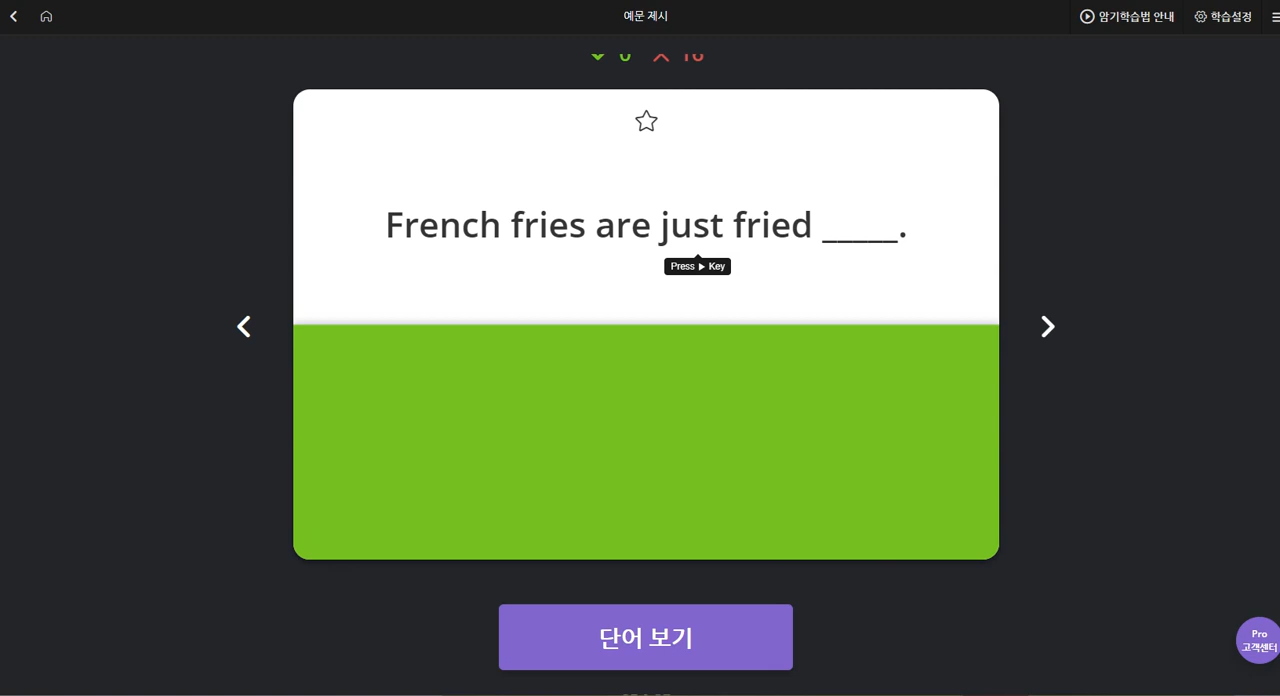 예문 제시
암기학습법 안내
학습설정
French fries are just fried _____.
Press ▶ Key
단어 보기
Pro
고객센터